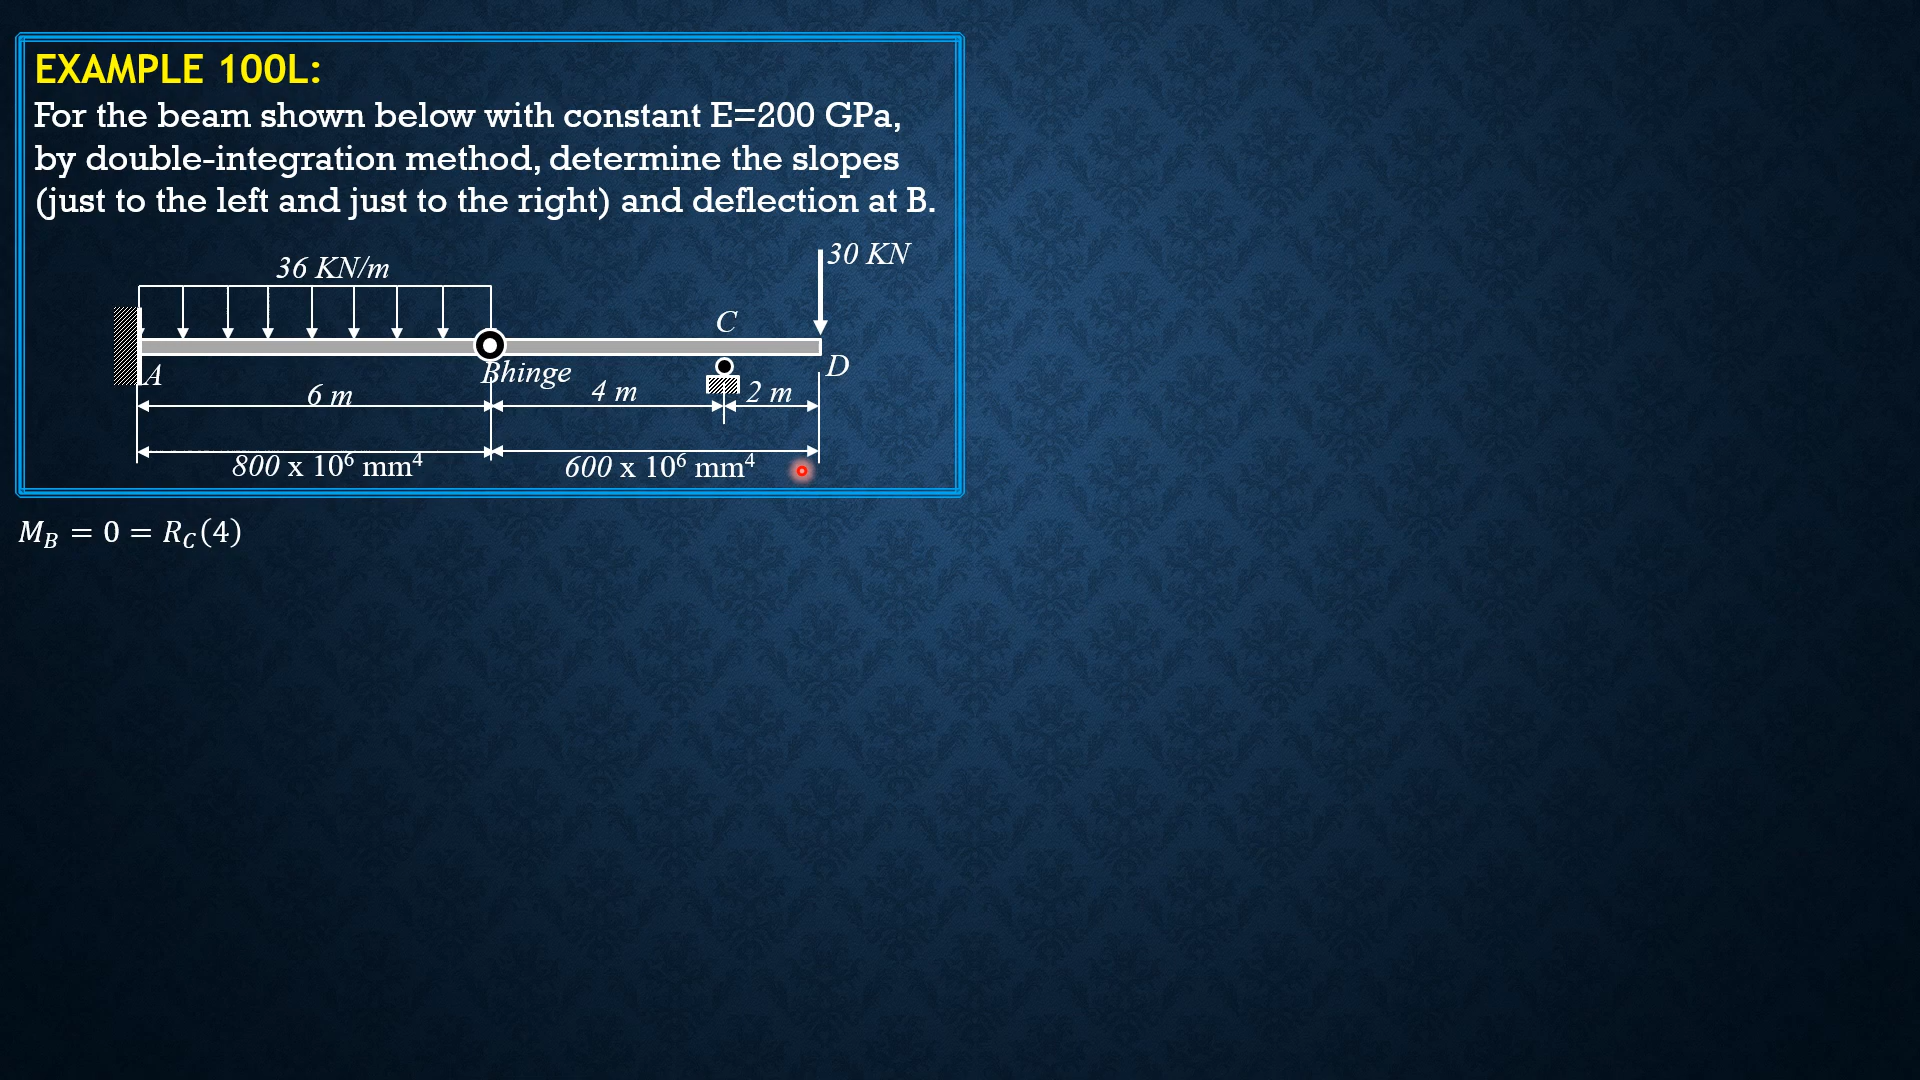 EXAMPLE 100L:
For the beam shown below with constant E=200 GPa,
by double-integration method, determine the slopes
(just to the left and just to the right) and deflection at B.
30 KN
36 KN/m
C
A
Bhinge
D
6 m
4 m
2 m
800 x 10⁶ mm⁴
600 x 10⁶ mm⁴
M_B = 0 = R_C(4)